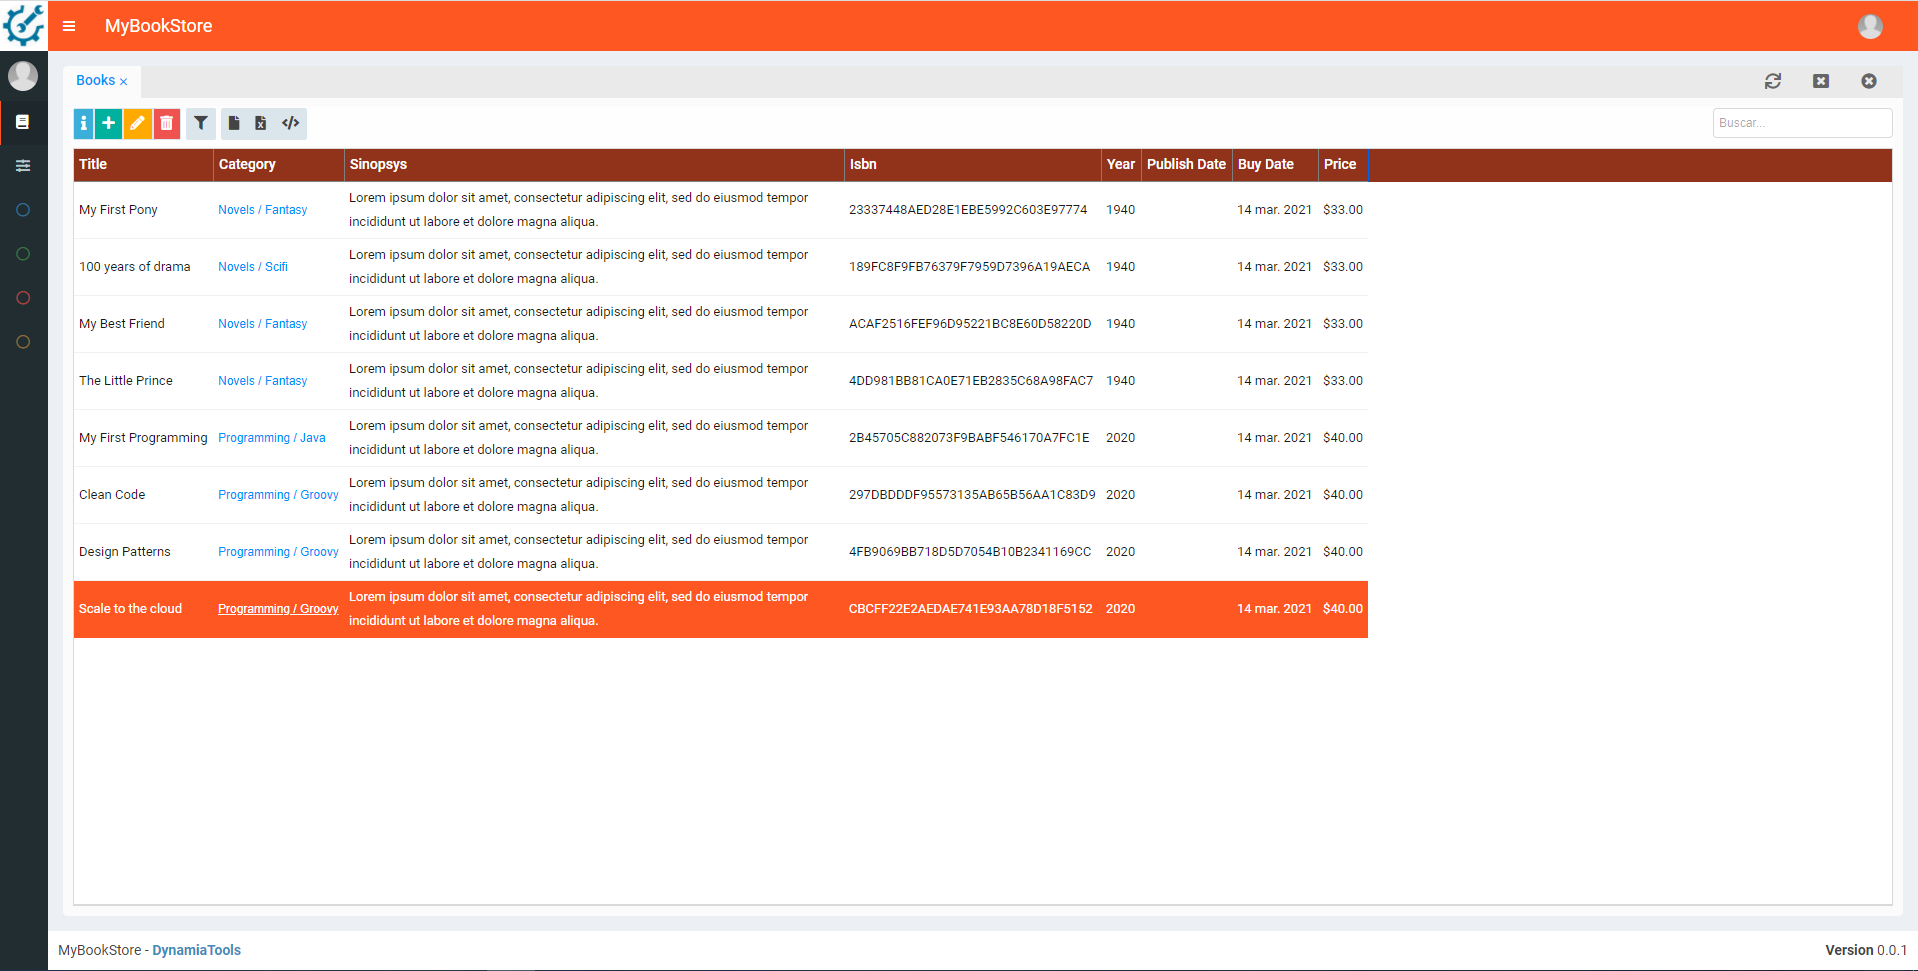 MyBookStore
Books ×
Buscar...
Title Category Sinopsys Isbn Year Publish Date Buy Date Price
Lorem ipsum dolor sit amet, consectetur adipiscing elit, sed do eiusmod tempor
My First Pony Novels / Fantasy 23337448AED28E1EBE5992C603E97774 1940 14 mar. 2021 $33.00
incididunt ut labore et dolore magna aliqua.
Lorem ipsum dolor sit amet, consectetur adipiscing elit, sed do eiusmod tempor
100 years of drama Novels / Scifi 189FC8F9FB76379F7959D7396A19AECA 1940 14 mar. 2021 $33.00
incididunt ut labore et dolore magna aliqua.
Lorem ipsum dolor sit amet, consectetur adipiscing elit, sed do eiusmod tempor
My Best Friend Novels / Fantasy ACAF2516FEF96D95221BC8E60D58220D 1940 14 mar. 2021 $33.00
incididunt ut labore et dolore magna aliqua.
Lorem ipsum dolor sit amet, consectetur adipiscing elit, sed do eiusmod tempor
The Little Prince Novels / Fantasy 4DD981BB81CA0E71EB2835C68A98FAC7 1940 14 mar. 2021 $33.00
incididunt ut labore et dolore magna aliqua.
Lorem ipsum dolor sit amet, consectetur adipiscing elit, sed do eiusmod tempor
My First Programming Programming / Java 2B45705C882073F9BABF546170A7FC1E 2020 14 mar. 2021 $40.00
incididunt ut labore et dolore magna aliqua.
Lorem ipsum dolor sit amet, consectetur adipiscing elit, sed do eiusmod tempor
Clean Code Programming / Groovy 297DBDDDF95573135AB65B56AA1C83D9 2020 14 mar. 2021 $40.00
incididunt ut labore et dolore magna aliqua.
Lorem ipsum dolor sit amet, consectetur adipiscing elit, sed do eiusmod tempor
Design Patterns Programming / Groovy 4FB9069BB718D5D7054B10B2341169CC 2020 14 mar. 2021 $40.00
incididunt ut labore et dolore magna aliqua.
Lorem ipsum dolor sit amet, consectetur adipiscing elit, sed do eiusmod tempor
Scale to the cloud Programming / Groovy CBCFF22E2AEDAE741E93AA78D18F5152 2020 14 mar. 2021 $40.00
incididunt ut labore et dolore magna aliqua.
MyBookStore - DynamiaTools Version 0.0.1